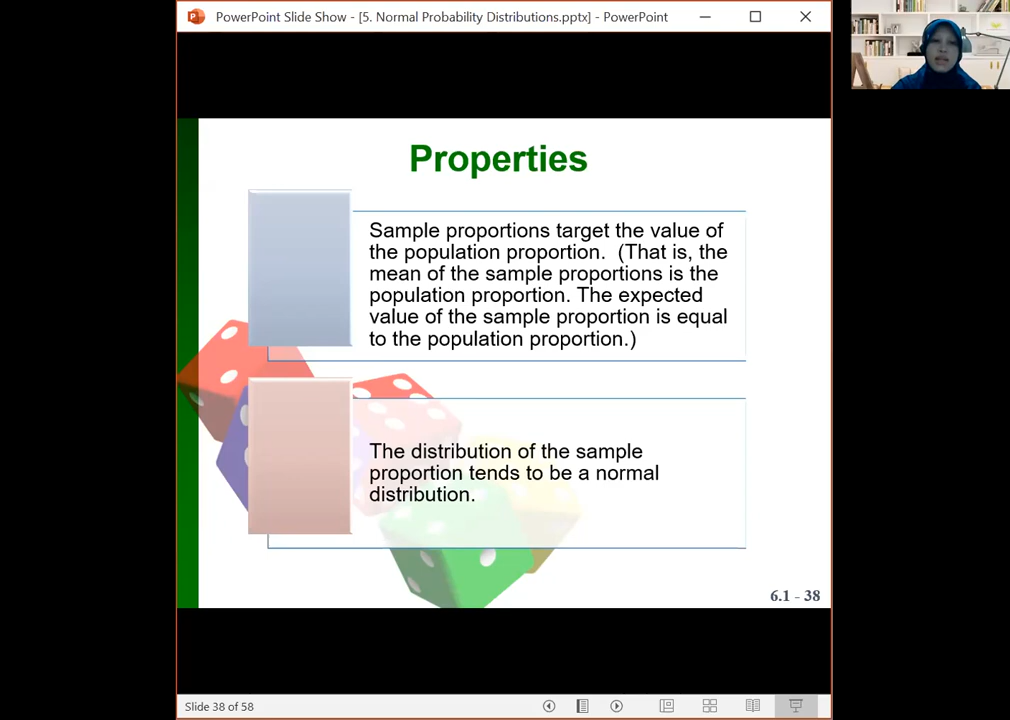 PowerPoint Slide Show - [5. Normal Probability Distributions.pptx] - PowerPoint
Properties
Sample proportions target the value of
the population proportion. (That is, the
mean of the sample proportions is the
population proportion. The expected
value of the sample proportion is equal
to the population proportion.)
The distribution of the sample
proportion tends to be a normal
distribution.
6.1 - 38
Slide 38 of 58